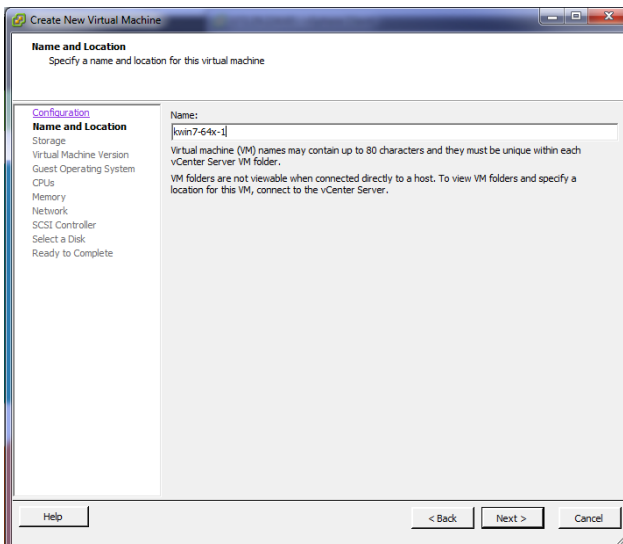 Create New Virtual Machine
Name and Location
Specify a name and location for this virtual machine
Configuration
Name and Location
Storage
Virtual Machine Version
Guest Operating System
CPUs
Memory
Network
SCSI Controller
Select a Disk
Ready to Complete
Name:
kwin7-64x-1
Virtual machine (VM) names may contain up to 80 characters and they must be unique within each
vCenter Server VM folder.
VM folders are not viewable when connected directly to a host. To view VM folders and specify a
location for this VM, connect to the vCenter Server.
Help
< Back
Next >
Cancel